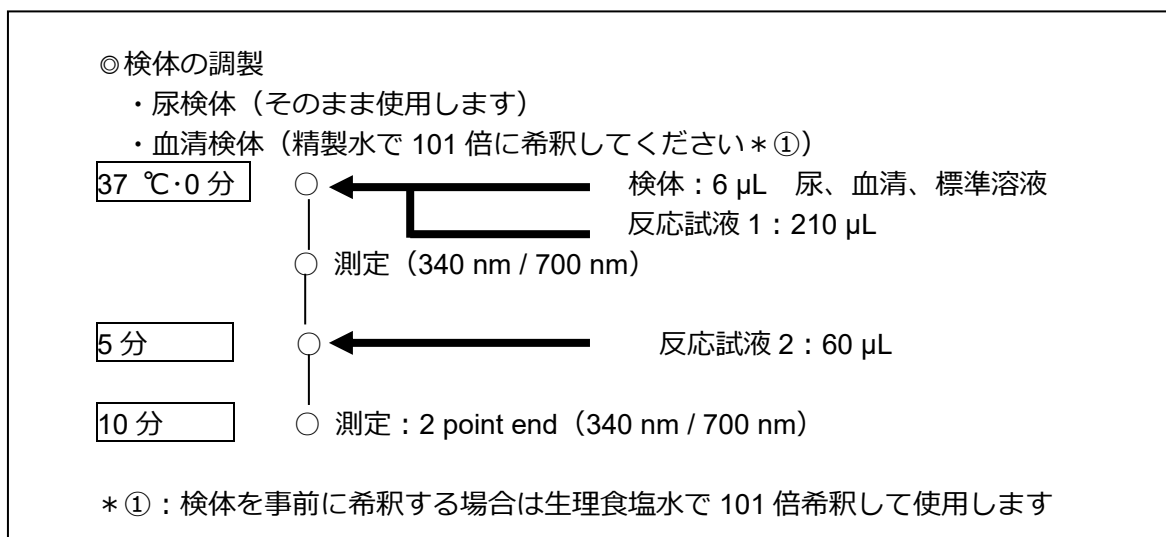 ◎検体の調製
・尿検体（そのまま使用します）
・血清検体（精製水で 101 倍に希釈してください＊①）
37 ℃･0 分
検体：6 µL 尿、血清、標準溶液
反応試液 1：210 µL
測定（340 nm / 700 nm）
5 分
反応試液 2：60 µL
10 分
測定：2 point end（340 nm / 700 nm）
＊①：検体を事前に希釈する場合は生理食塩水で 101 倍希釈して使用します